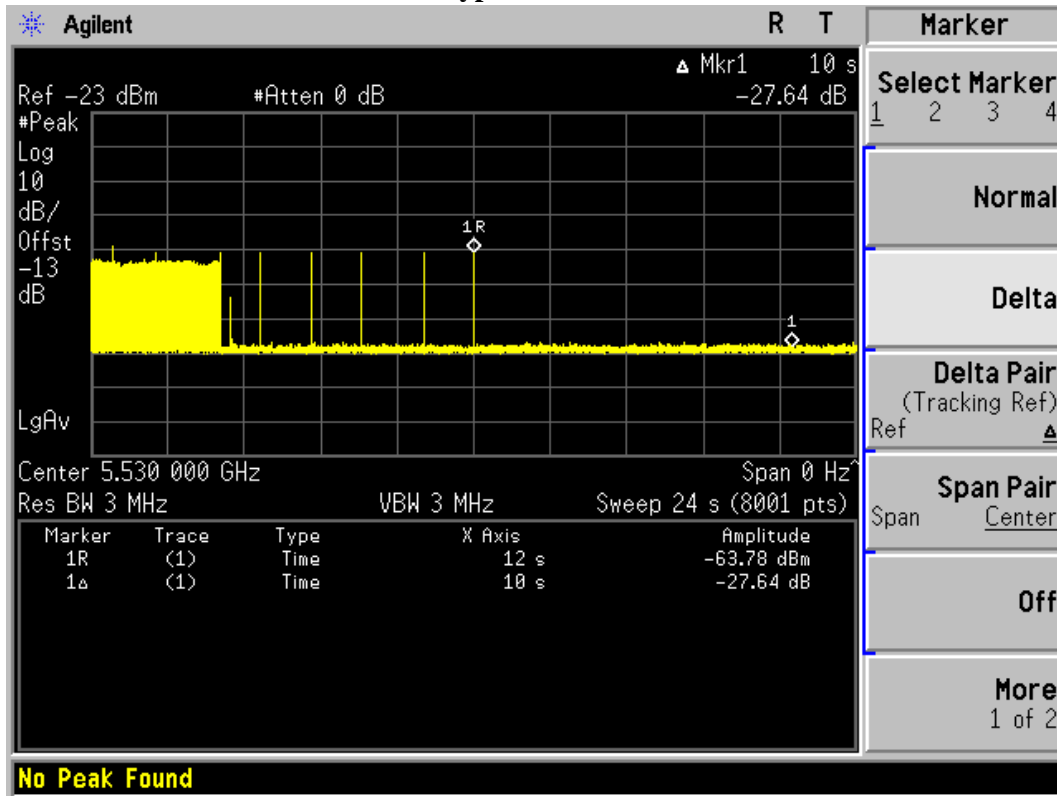 Agilent R T
Marker
Δ Mkr1 10 s
Ref -23 dBm #Atten 0 dB -27.64 dB
#Peak
Log
10
dB/
Offst
-13
dB
1R
1
LgAv
Center 5.530 000 GHz Span 0 Hz^
Res BW 3 MHz VBW 3 MHz Sweep 24 s (8001 pts)
Marker Trace Type X Axis Amplitude
1R (1) Time 12 s -63.78 dBm
1Δ (1) Time 10 s -27.64 dB
Select Marker
1 2 3 4
Normal
Delta
Delta Pair
(Tracking Ref)
Ref Δ
Span Pair
Span Center
Off
More
1 of 2
No Peak Found